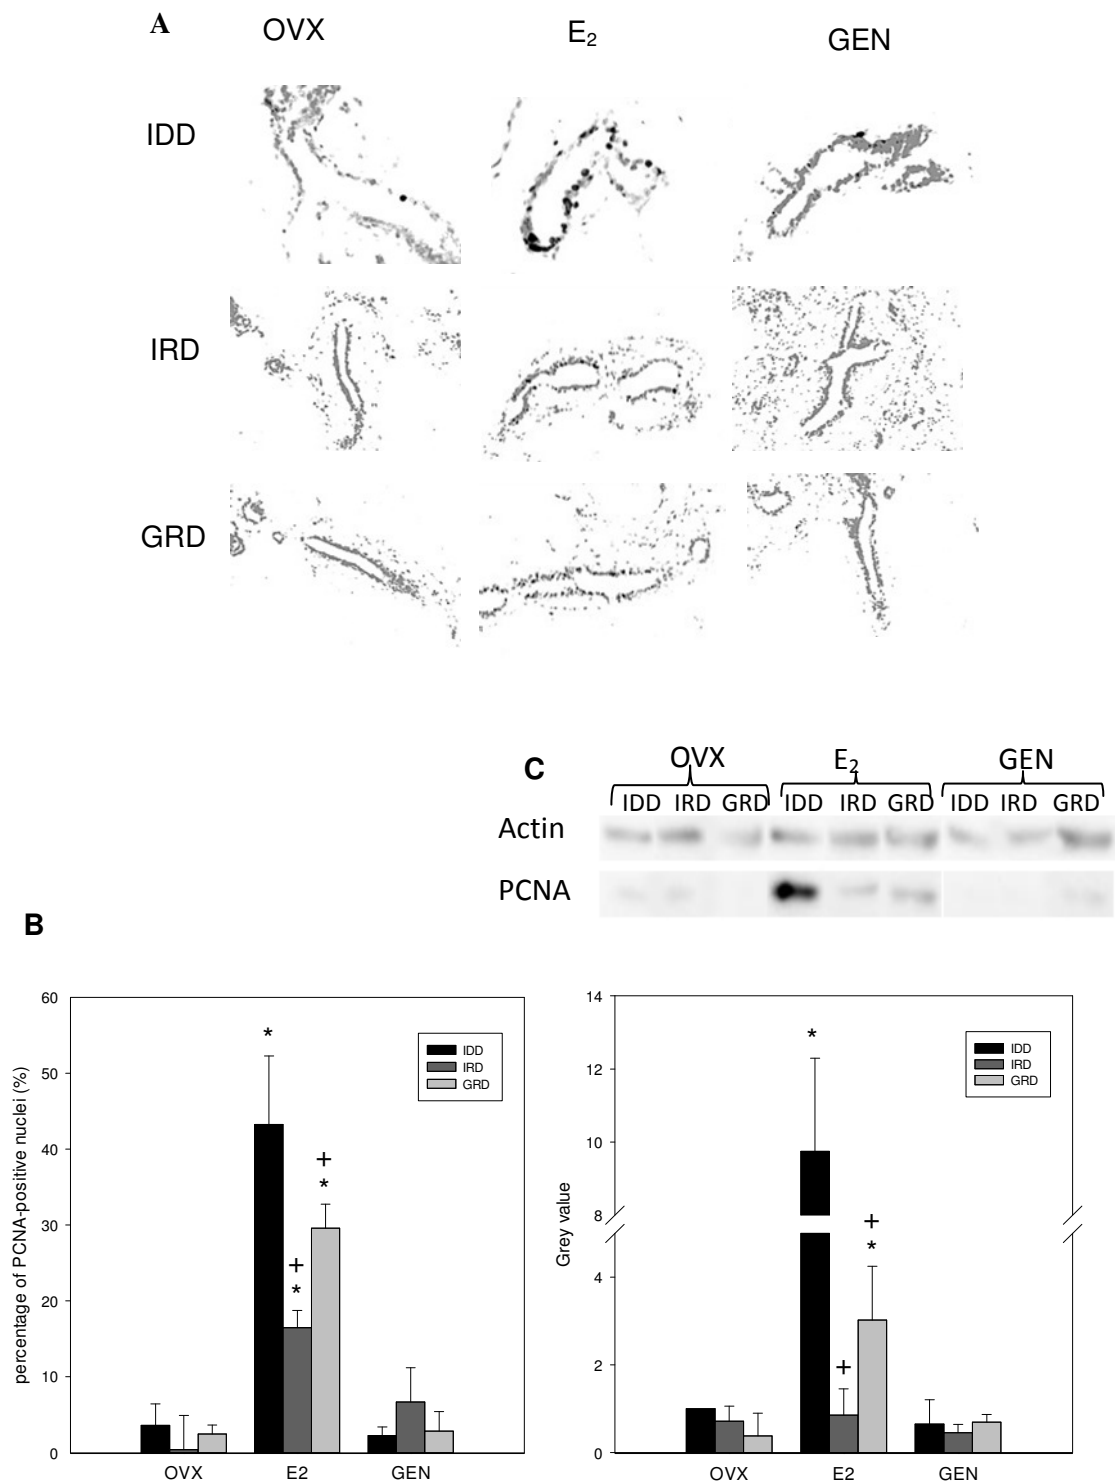 A
OVX E₂ GEN
IDD
IRD
GRD
C
OVX E₂ GEN
IDD IRD GRD IDD IRD GRD IDD IRD GRD
Actin
PCNA
B
percentage of PCNA-positive nuclei (%)
60
50
40
30
20
10
0
IDD
IRD
GRD
*
+
*
+
*
OVX E2 GEN
Grey value
14
12
10
8
4
2
0
IDD
IRD
GRD
*
+
+
*
OVX E2 GEN